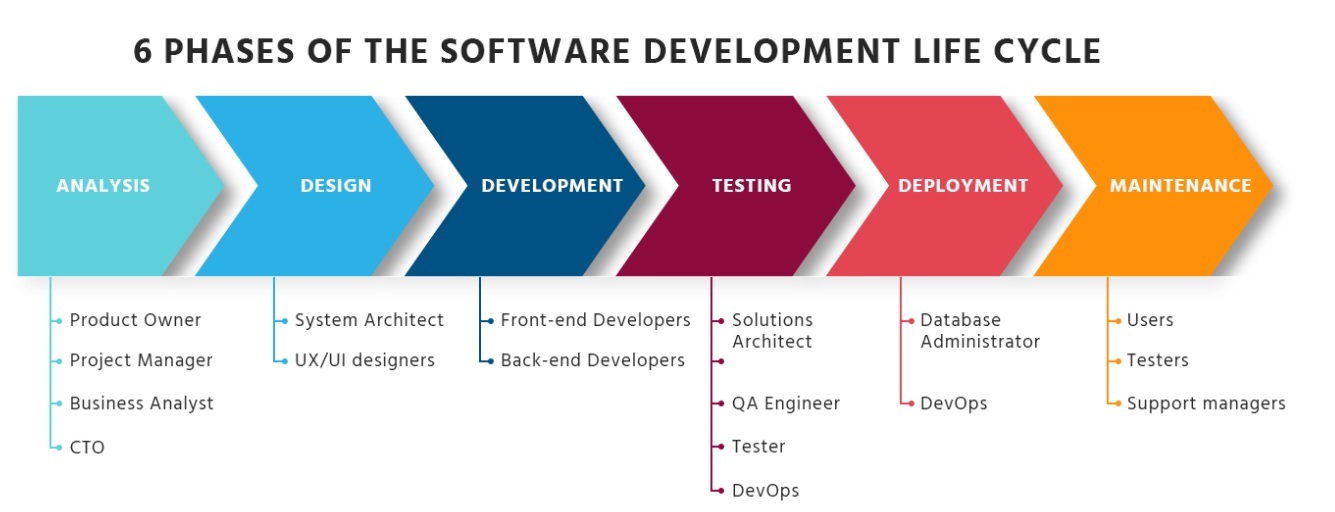 6 PHASES OF THE SOFTWARE DEVELOPMENT LIFE CYCLE
ANALYSIS
DESIGN
DEVELOPMENT
TESTING
DEPLOYMENT
MAINTENANCE
Product Owner
Project Manager
Business Analyst
CTO
System Architect
UX/UI designers
Front-end Developers
Back-end Developers
Solutions
Architect
QA Engineer
Tester
DevOps
Database
Administrator
DevOps
Users
Testers
Support managers